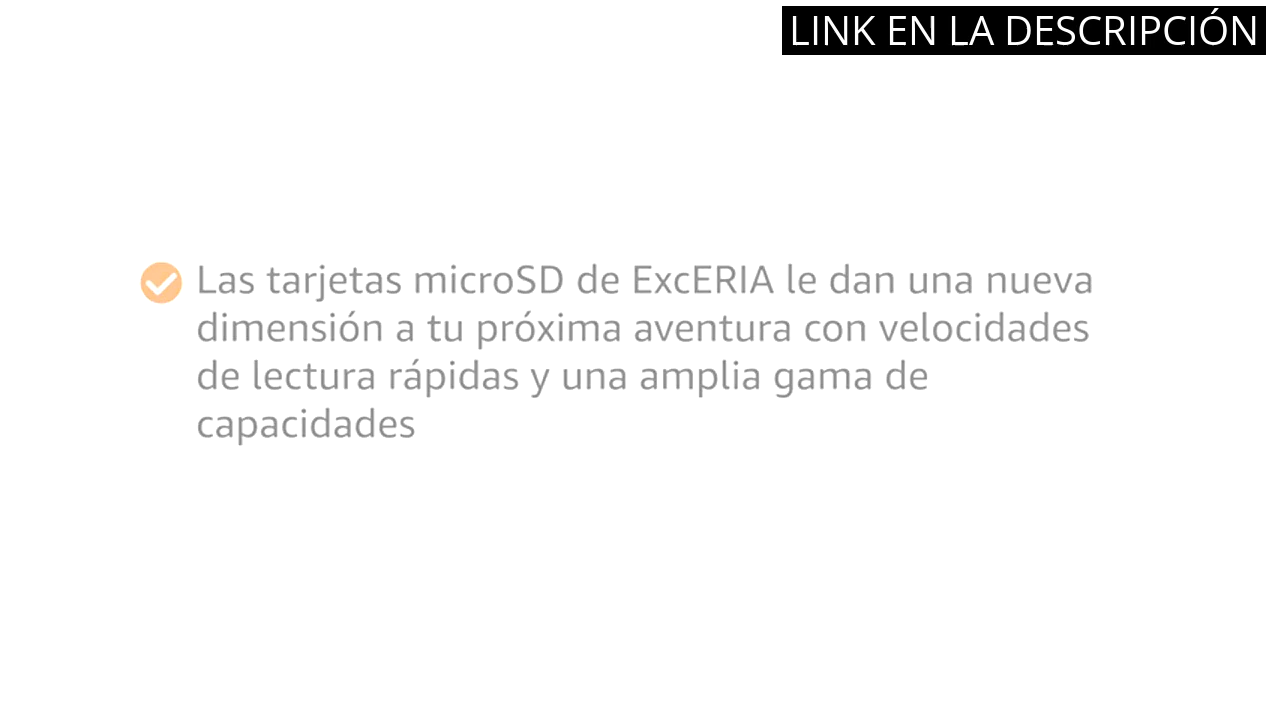 LINK EN LA DESCRIPCIÓN
Las tarjetas microSD de ExcERIA le dan una nueva
dimensión a tu próxima aventura con velocidades
de lectura rápidas y una amplia gama de
capacidades